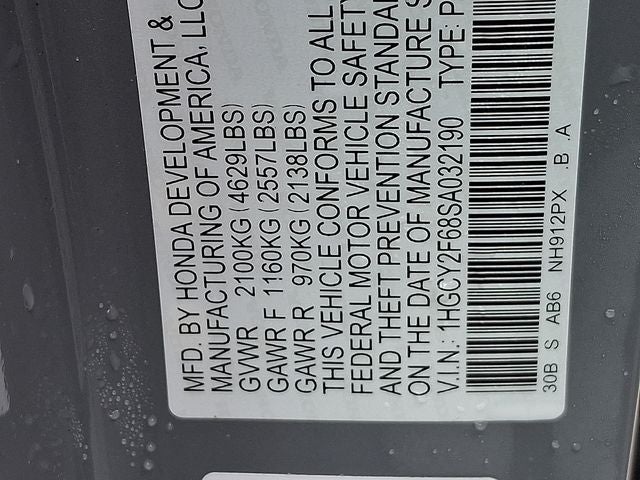 MFD. BY HONDA DEVELOPMENT &
MANUFACTURING OF AMERICA, LLC
GVWR 2100KG (4629LBS)
GAWR F 1160KG (2557LBS)
GAWR R 970KG (2138LBS)
THIS VEHICLE CONFORMS TO ALL
FEDERAL MOTOR VEHICLE SAFETY
AND THEFT PREVENTION STANDA
ON THE DATE OF MANUFACTURE S
V.I.N.: 1HGCY2F68SA032190 TYPE: P
30B S AB6 NH912PX .B .A